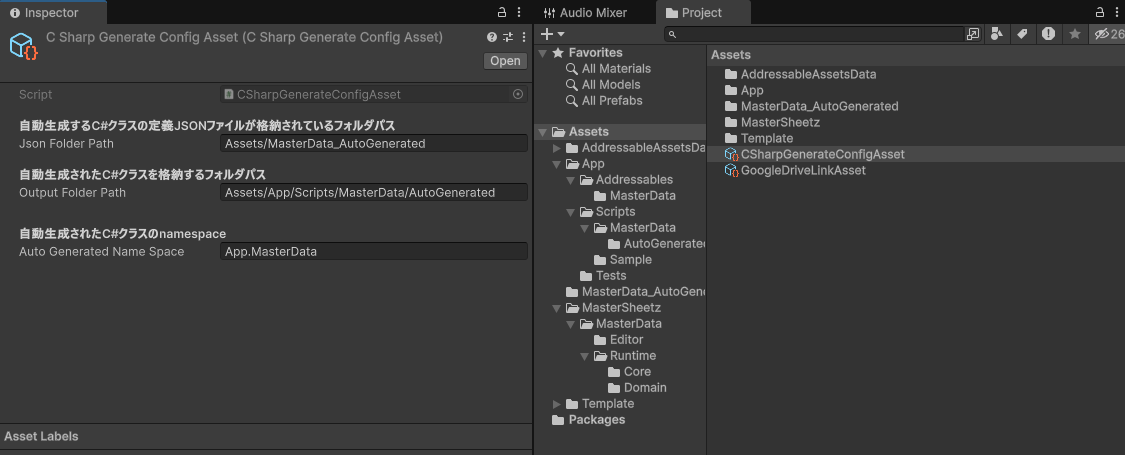 Inspector
C Sharp Generate Config Asset (C Sharp Generate Config Asset)
Open
Script CSharpGenerateConfigAsset
自動生成するC#クラスの定義JSONファイルが格納されているフォルダパス
Json Folder Path Assets/MasterData_AutoGenerated
自動生成されたC#クラスを格納するフォルダパス
Output Folder Path Assets/App/Scripts/MasterData/AutoGenerated
自動生成されたC#クラスのnamespace
Auto Generated Name Space App.MasterData
Asset Labels
Audio Mixer Project
26
Favorites
All Materials
All Models
All Prefabs
Assets
AddressableAssetsDa
App
Addressables
MasterData
Scripts
MasterData
AutoGenerated
Sample
Tests
MasterData_AutoGen
MasterSheetz
MasterData
Editor
Runtime
Core
Domain
Template
Packages
Assets
AddressableAssetsData
App
MasterData_AutoGenerated
MasterSheetz
Template
CSharpGenerateConfigAsset
GoogleDriveLinkAsset